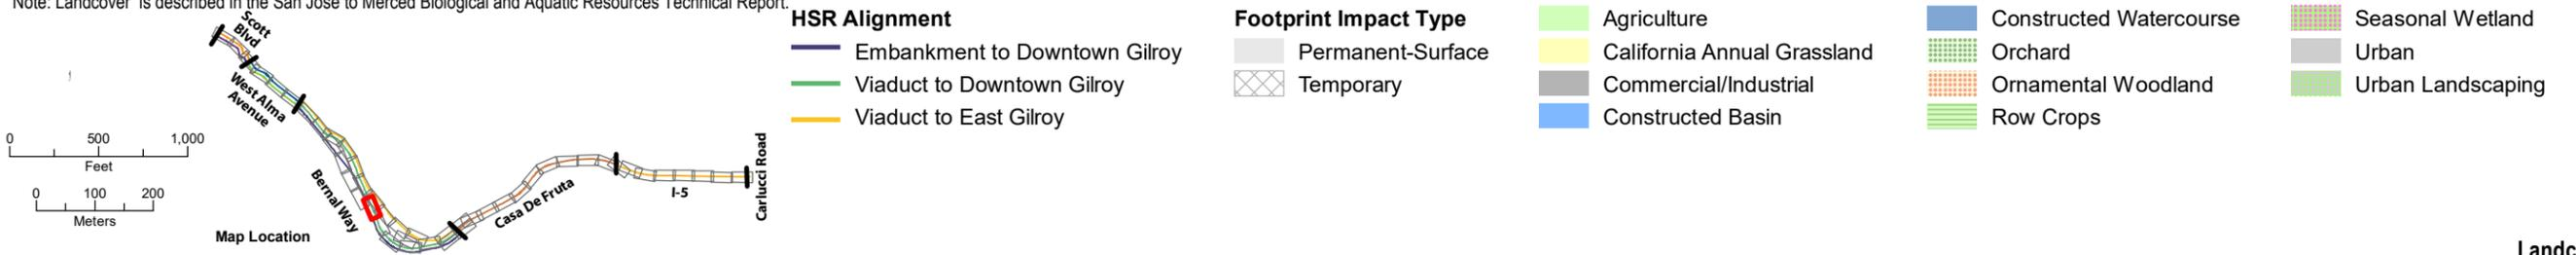 Note: Landcover is described in the San Jose to Merced Biological and Aquatic Resources Technical Report.
Scott
Blvd
West Alma
Avenue
Bernal Way
Casa De Fruta
I-5
Carlucci Road
0 500 1,000
Feet
0 100 200
Meters
Map Location
HSR Alignment
Embankment to Downtown Gilroy
Viaduct to Downtown Gilroy
Viaduct to East Gilroy
Footprint Impact Type
Permanent-Surface
Temporary
Agriculture
California Annual Grassland
Commercial/Industrial
Constructed Basin
Constructed Watercourse
Orchard
Ornamental Woodland
Row Crops
Seasonal Wetland
Urban
Urban Landscaping